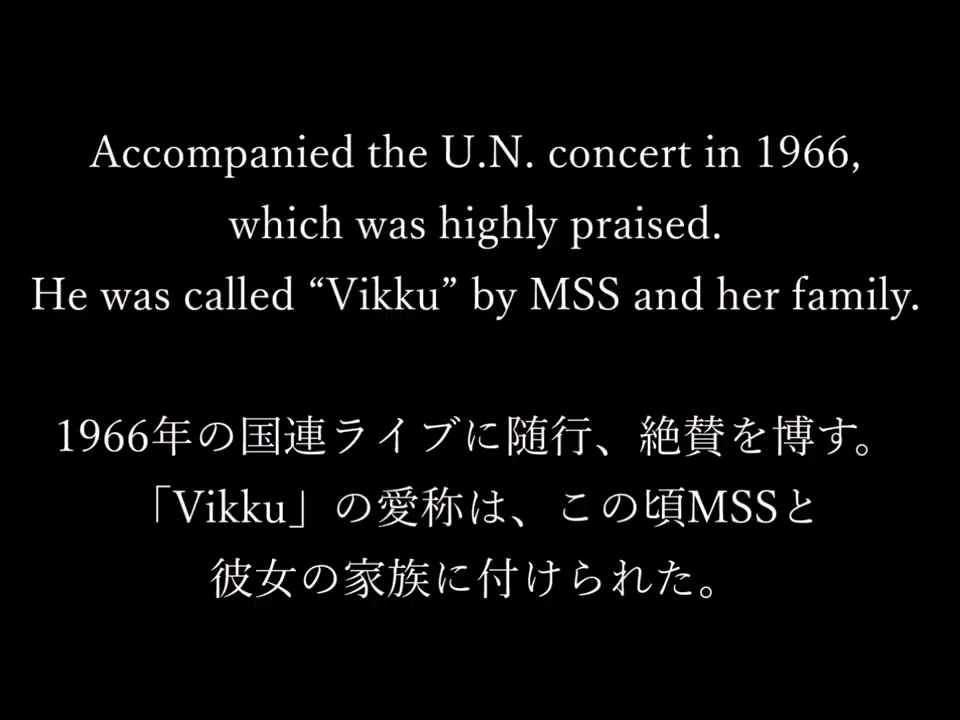 Accompanied the U.N. concert in 1966,
which was highly praised.
He was called “Vikku” by MSS and her family.
1966年の国連ライブに随行、絶賛を博す。
「Vikku」の愛称は、この頃MSSと
彼女の家族に付けられた。